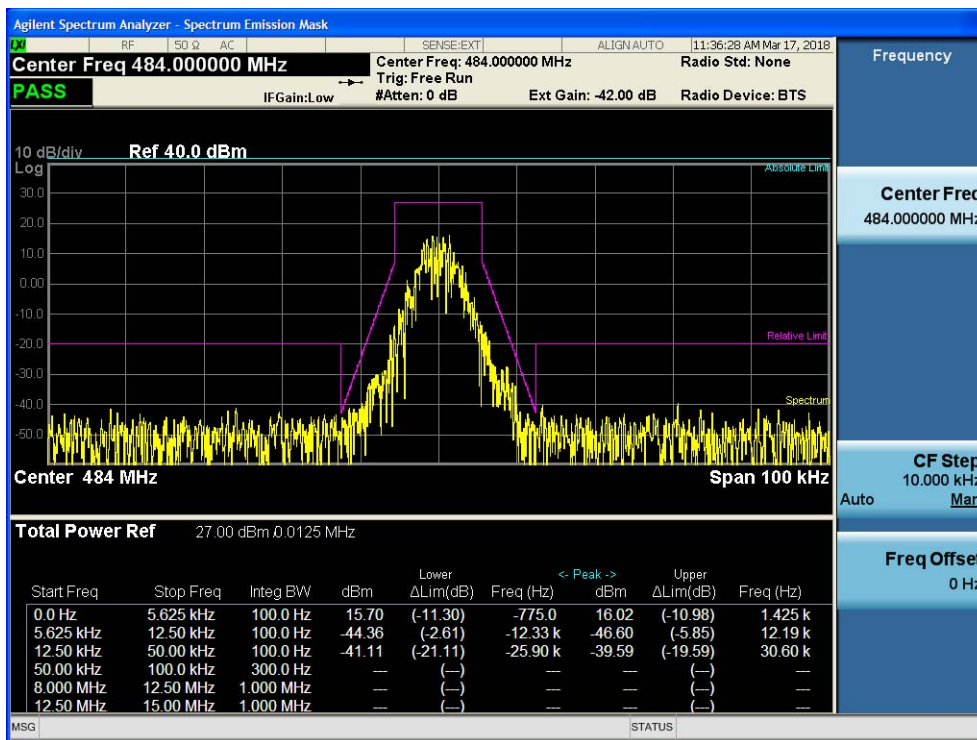 Agilent Spectrum Analyzer - Spectrum Emission Mask
LXI RF 50 Ω AC SENSE:EXT ALIGN AUTO 11:36:28 AM Mar 17, 2018
Center Freq 484.000000 MHz
Center Freq: 484.000000 MHz
Radio Std: None
Trig: Free Run
PASS
IFGain:Low
#Atten: 0 dB
Ext Gain: -42.00 dB
Radio Device: BTS
10 dB/div Ref 40.0 dBm
Log
Absolute Limit
30.0
20.0
10.0
0.00
-10.0
-20.0
Relative Limit
-30.0
-40.0
Spectrum
-50.0
Center 484 MHz Span 100 kHz
Total Power Ref 27.00 dBm / 0.0125 MHz
Lower <- Peak -> Upper
Start Freq Stop Freq Integ BW dBm ΔLim(dB) Freq (Hz) dBm ΔLim(dB) Freq (Hz)
0.0 Hz 5.625 kHz 100.0 Hz 15.70 (-11.30) -775.0 16.02 (-10.98) 1.425 k
5.625 kHz 12.50 kHz 100.0 Hz -44.36 (-2.61) -12.33 k -46.60 (-5.85) 12.19 k
12.50 kHz 50.00 kHz 100.0 Hz -41.11 (-21.11) -25.90 k -39.59 (-19.59) 30.60 k
50.00 kHz 100.0 kHz 300.0 Hz --- (---) --- --- (---) ---
8.000 MHz 12.50 MHz 1.000 MHz --- (---) --- --- (---) ---
12.50 MHz 15.00 MHz 1.000 MHz --- (---) --- --- (---) ---
MSG STATUS
Frequency
Center Freq
484.000000 MHz
CF Step
10.000 kHz
Auto Man
Freq Offset
0 Hz